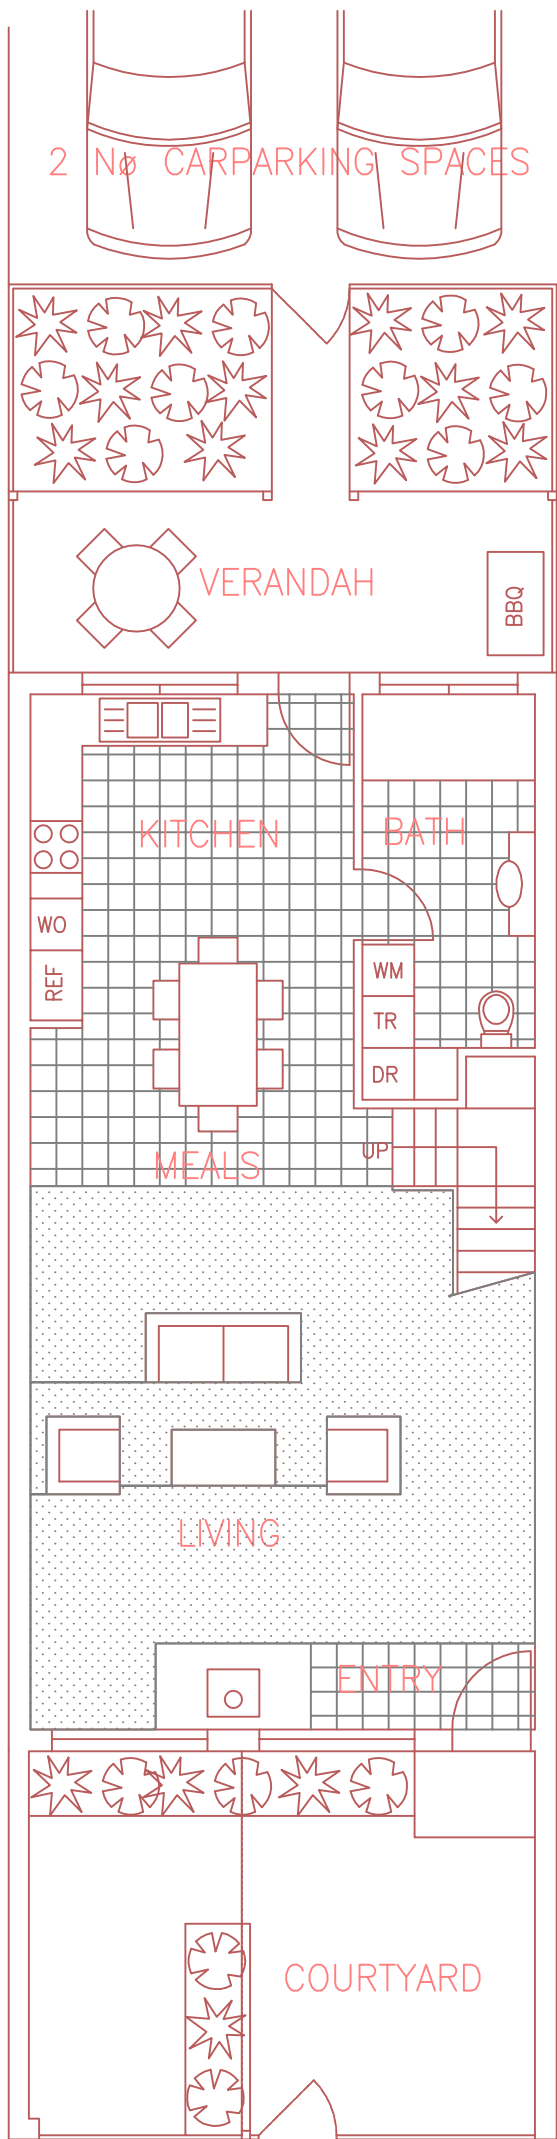 2 Nø CARPARKING SPACES
VERANDAH
BBQ
KITCHEN
BATH
WO
REF
WM
TR
DR
UP
MEALS
LIVING
ENTRY
COURTYARD